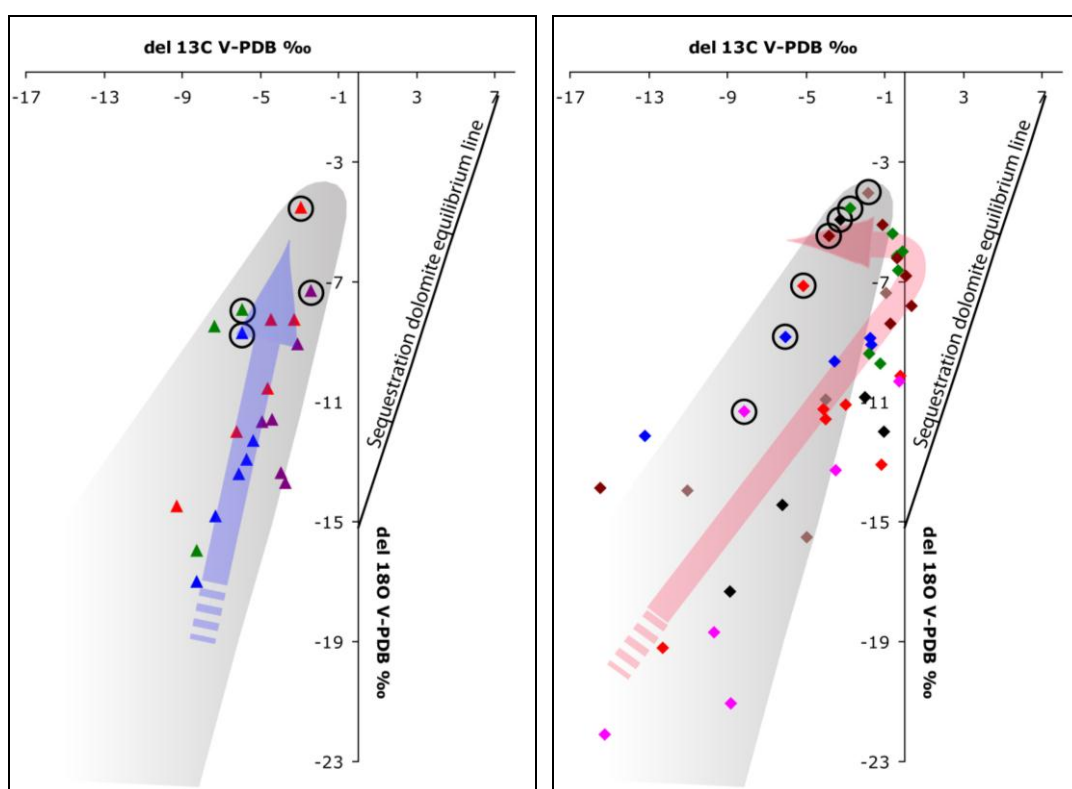 del 13C V-PDB ‰
-17 -13 -9 -5 -1 3 7
-3
-7
-11
-15
-19
-23
Sequestration dolomite equilibrium line
del 18O V-PDB ‰
del 13C V-PDB ‰
-17 -13 -9 -5 -1 3 7
-3
-7
-11
-15
-19
-23
Sequestration dolomite equilibrium line
del 18O V-PDB ‰